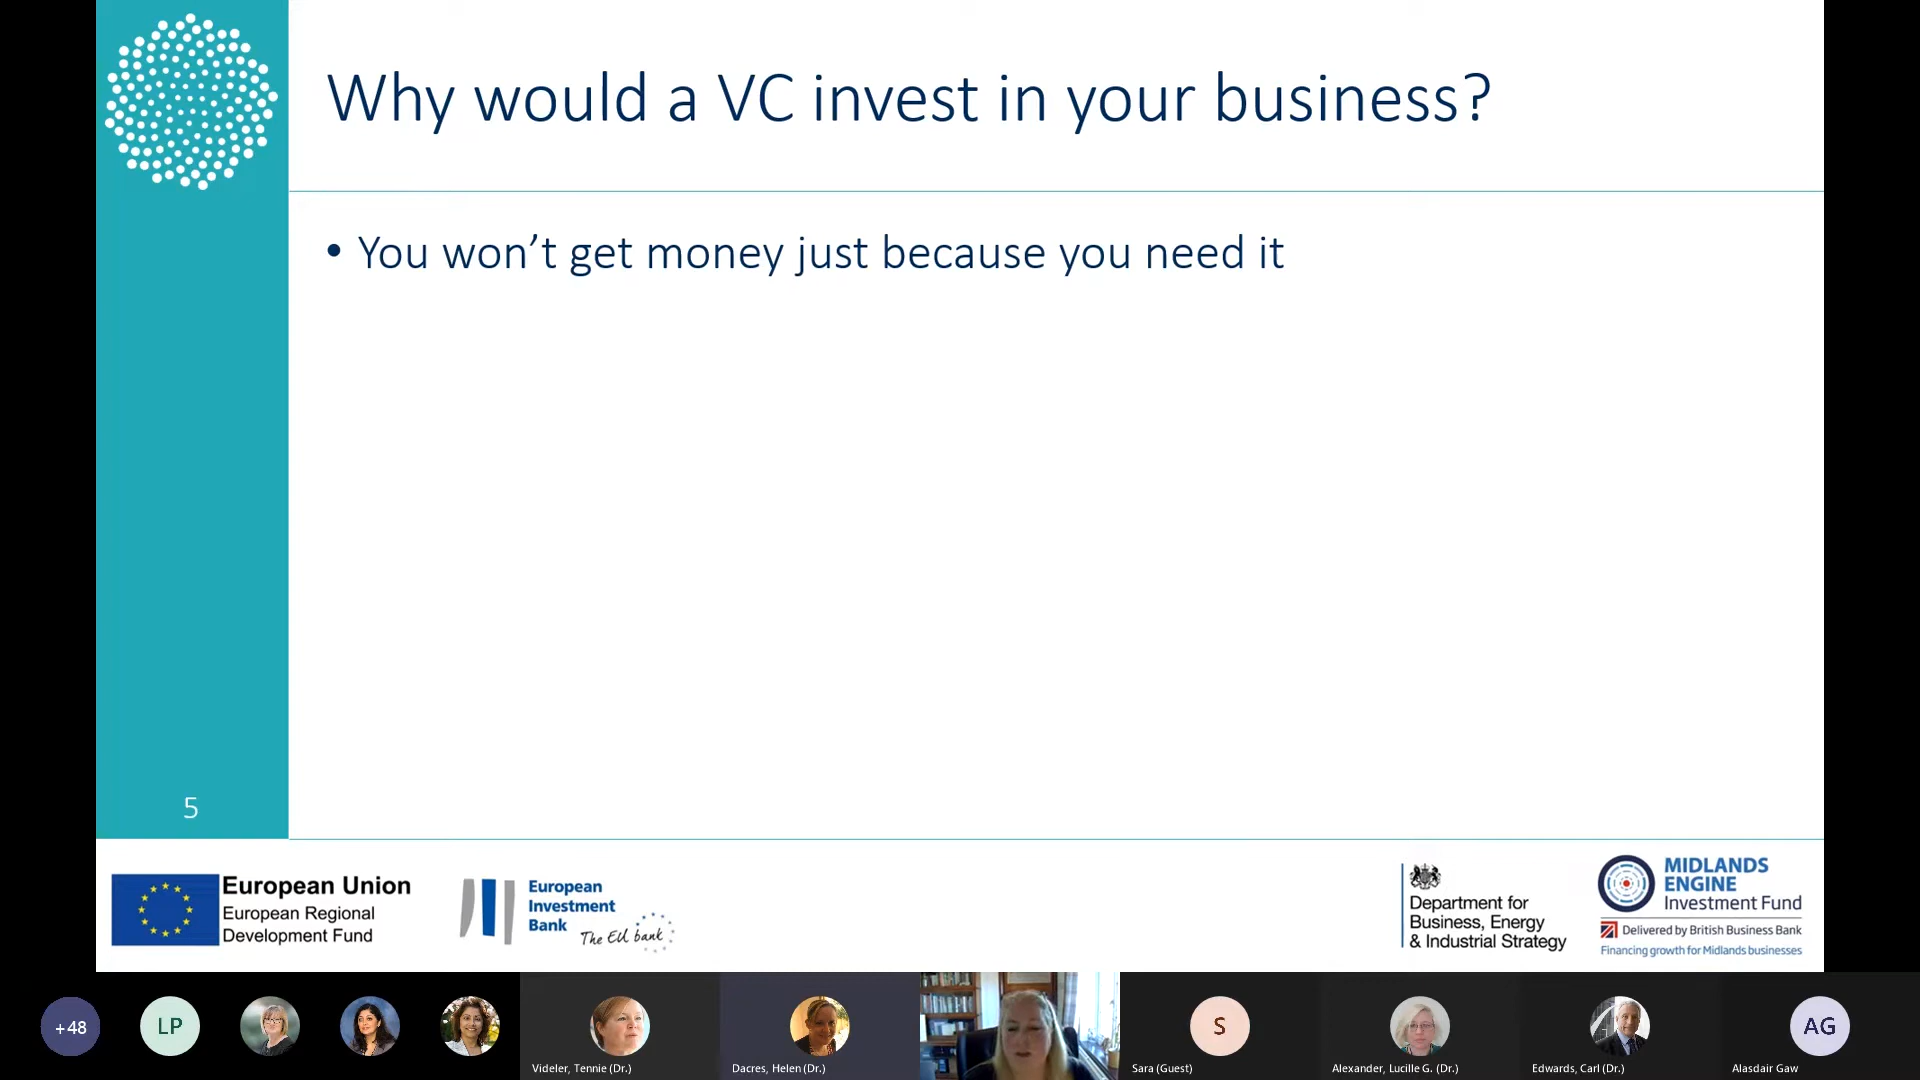 Why would a VC invest in your business?
• You won’t get money just because you need it
5
European Union
European Regional
Development Fund
European
Investment
Bank
The EU bank
Department for
Business, Energy
& Industrial Strategy
MIDLANDS
ENGINE
Investment Fund
Delivered by British Business Bank
Financing growth for Midlands businesses
+48
LP
Videler, Tennie (Dr.)
Dacres, Helen (Dr.)
S
Sara (Guest)
Alexander, Lucille G. (Dr.)
Edwards, Carl (Dr.)
AG
Alasdair Gaw